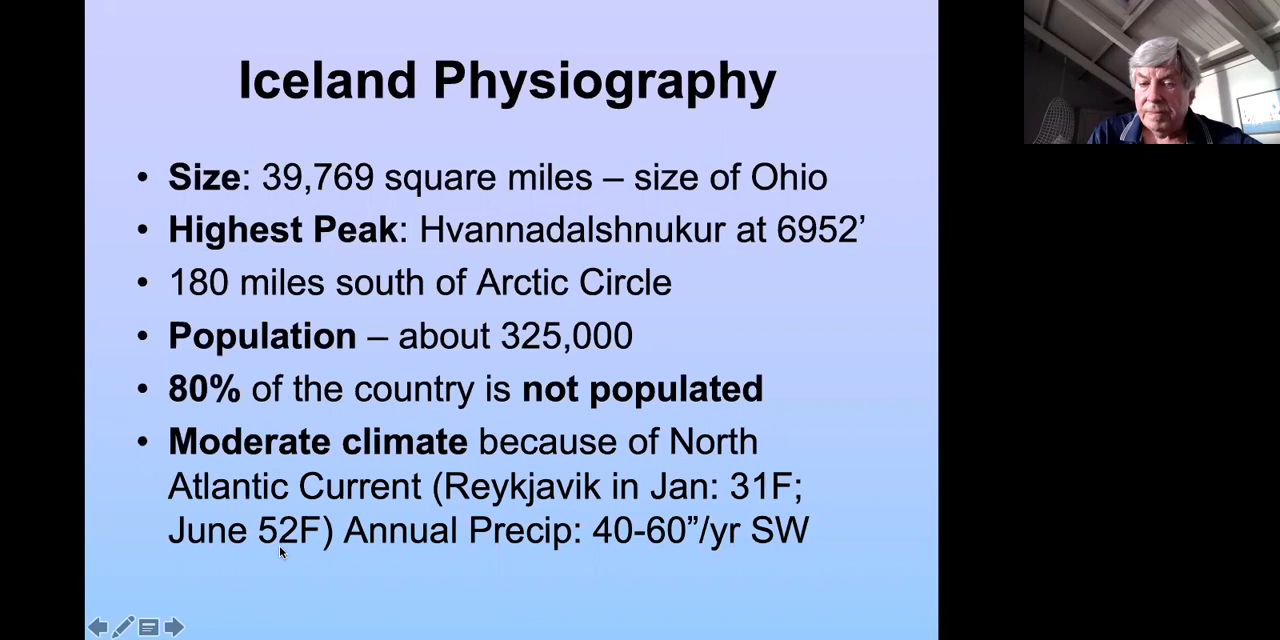 Iceland Physiography
• Size: 39,769 square miles – size of Ohio
• Highest Peak: Hvannadalshnukur at 6952’
• 180 miles south of Arctic Circle
• Population – about 325,000
• 80% of the country is not populated
• Moderate climate because of North
Atlantic Current (Reykjavik in Jan: 31F;
June 52F) Annual Precip: 40-60”/yr SW